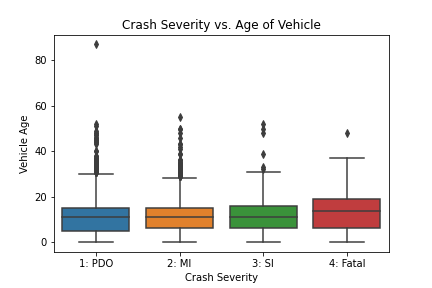 Crash Severity vs. Age of Vehicle
Vehicle Age
80
60
40
20
0
1: PDO 2: MI 3: SI 4: Fatal
Crash Severity